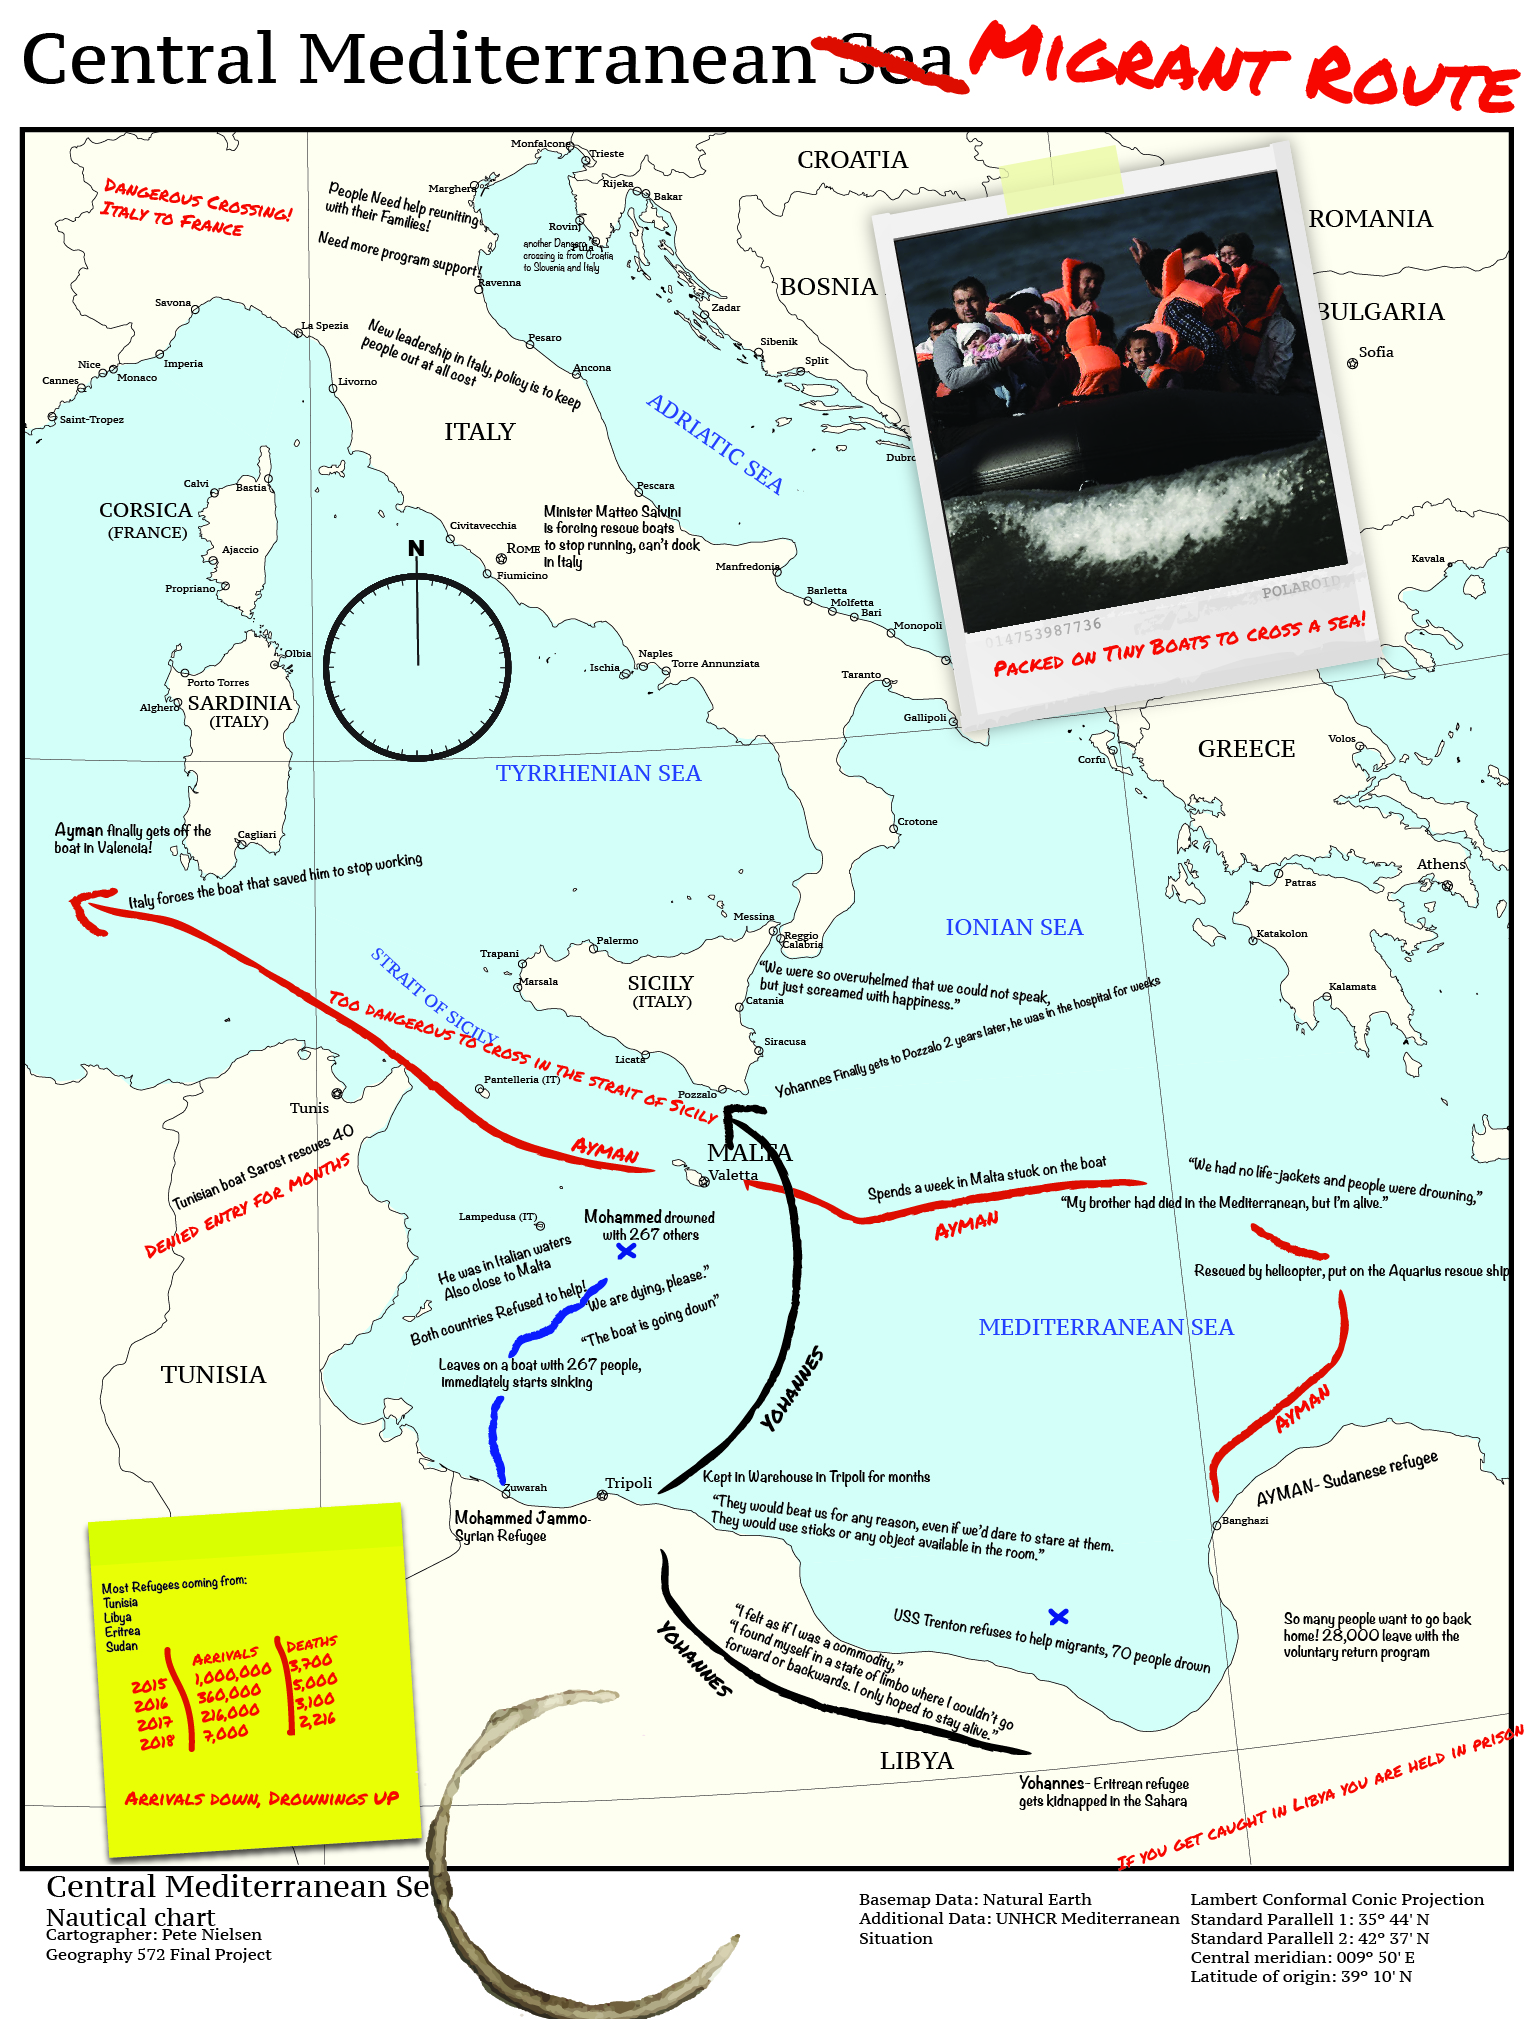 Central Mediterranean Sea MIGRANT ROUTE
CROATIA
ROMANIA
BOSNIA
BULGARIA
Sofia
Monfalcone
Trieste
Marghera
Rijeka
Bakar
Rovinj
Pula
DANGEROUS CROSSING!
ITALY TO FRANCE
People Need help reuniting
with their Families!
Need more program support!
another Dangero
crossing is from Croatia
to Slovenia and Italy
Ravenna
Savona
La Spezia
Zadar
Nice
Imperia
Cannes
Monaco
Livorno
Saint-Tropez
New leadership in Italy, policy is to keep
people out at all cost
Pesaro
Ancona
Sibenik
Split
ITALY
ADRIATIC SEA
Dubro
Calvi
Bastia
CORSICA
(FRANCE)
Ajaccio
Propriano
Pescara
Civitavecchia
ROME
Fiumicino
Minister Matteo Salvini
is forcing rescue boats
to stop running, can't dock
in Italy
N
Manfredonia
Barletta
Molfetta
Bari
Monopoli
Kavala
POLAROID
014753987736
PACKED ON TINY BOATS TO CROSS A SEA!
Olbia
Porto Torres
Alghero
SARDINIA
(ITALY)
Cagliari
Ischia
Naples
Torre Annunziata
Taranto
Gallipoli
Corfu
GREECE
Volos
TYRRHENIAN SEA
Crotone
Athens
Patras
Katakolon
Kalamata
Ayman finally gets off the
boat in Valencia!
Italy forces the boat that saved him to stop working
IONIAN SEA
Messina
Reggio
Calabria
Palermo
Trapani
Marsala
SICILY
(ITALY)
Catania
Siracusa
Licata
Pozzalo
STRAIT OF SICILY
TOO DANGEROUS TO CROSS IN THE STRAIT OF SICILY
"We were so overwhelmed that we could not speak,
but just screamed with happiness."
Yohannes Finally gets to Pozzalo 2 years later, he was in the hospital for weeks
Pantelleria (IT)
Tunis
AYMAN
MALTA
Valetta
Tunisian boat Sarost rescues 40
DENIED ENTRY FOR MONTHS
Spends a week in Malta stuck on the boat
AYMAN
"We had no life-jackets and people were drowning,"
"My brother had died in the Mediterranean, but I'm alive."
Rescued by helicopter, put on the Aquarius rescue ship
Lampedusa (IT)
Mohammed drowned
with 267 others
He was in Italian waters
Also close to Malta
Both countries Refused to help!
"We are dying, please."
"The boat is going down"
Leaves on a boat with 267 people,
immediately starts sinking
MEDITERRANEAN SEA
TUNISIA
YOHANNES
AYMAN
AYMAN- Sudanese refugee
Banghazi
Zuwarah
Tripoli
Mohammed Jammo-
Syrian Refugee
Kept in Warehouse in Tripoli for months
"They would beat us for any reason, even if we'd dare to stare at them.
They would use sticks or any object available in the room."
YOHANNES
"I felt as if I was a commodity,"
"I found myself in a state of limbo where I couldn't go
forward or backwards. I only hoped to stay alive."
USS Trenton refuses to help migrants, 70 people drown
So many people want to go back
home! 28,000 leave with the
voluntary return program
LIBYA
Yohannes- Eritrean refugee
gets kidnapped in the Sahara
IF YOU GET CAUGHT IN LIBYA YOU ARE HELD IN PRISON
Most Refugees coming from:
Tunisia
Libya
Eritrea
Sudan
ARRIVALS DEATHS
2015 1,000,000 3,700
2016 360,000 5,000
2017 216,000 3,100
2018 7,000 2,216
ARRIVALS DOWN, DROWNINGS UP
Central Mediterranean Se
Nautical chart
Cartographer: Pete Nielsen
Geography 572 Final Project
Basemap Data: Natural Earth
Additional Data: UNHCR Mediterranean
Situation
Lambert Conformal Conic Projection
Standard Parallell 1: 35º 44' N
Standard Parallell 2: 42º 37' N
Central meridian: 009º 50' E
Latitude of origin: 39º 10' N